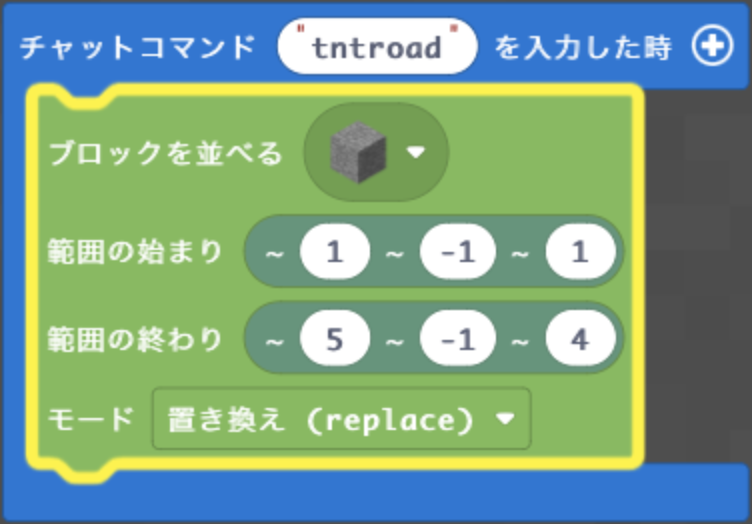 チャットコマンド "tntroad" を入力した時
ブロックを並べる
範囲の始まり ~ 1 ~ -1 ~ 1
範囲の終わり ~ 5 ~ -1 ~ 4
モード 置き換え (replace)